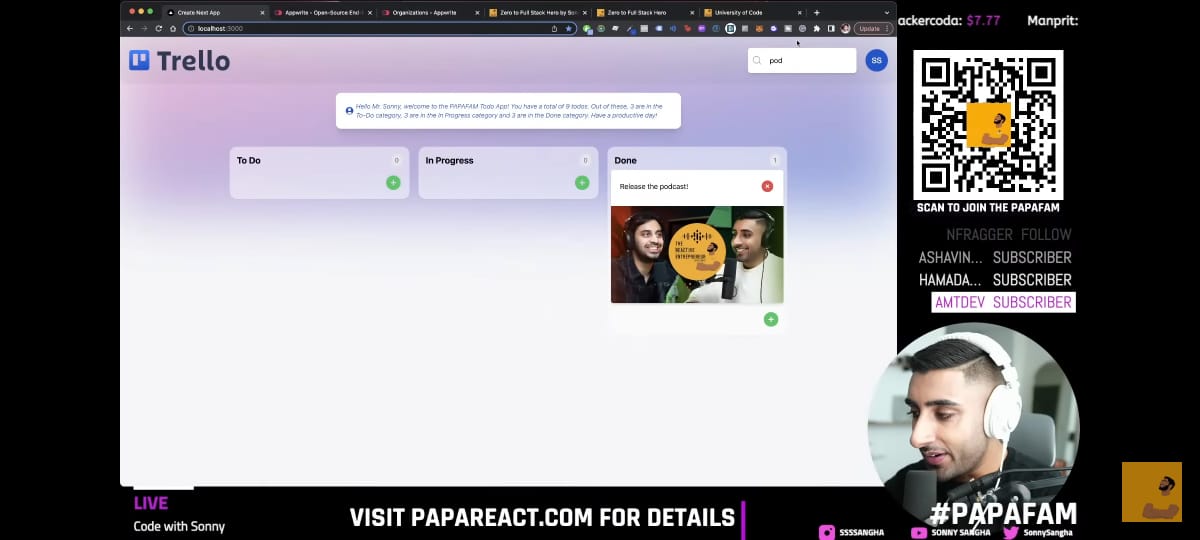 Create Next App
Appwrite - Open-Source End
Organizations - Appwrite
Zero to Full Stack Hero by Son
Zero to Full Stack Hero
University of Code
localhost:3000
Update
Trello
pod
SS
Hello Mr. Sonny, welcome to the PAPAFAM Todo App! You have a total of 9 todos. Out of these, 3 are in the
To-Do category, 3 are in the In Progress category and 3 are in the Done category. Have a productive day!
To Do
0
In Progress
0
Done
1
Release the podcast!
THE
REACTIVE
ENTREPRENEUR
ackercoda: $7.77
Manprit:
SCAN TO JOIN THE PAPAFAM
NFRAGGER FOLLOW
ASHAVIN... SUBSCRIBER
HAMADA... SUBSCRIBER
AMTDEV SUBSCRIBER
LIVE
Code with Sonny
VISIT PAPAREACT.COM FOR DETAILS
#PAPAFAM
SSSSANGHA
SONNY SANGHA
SonnySangha